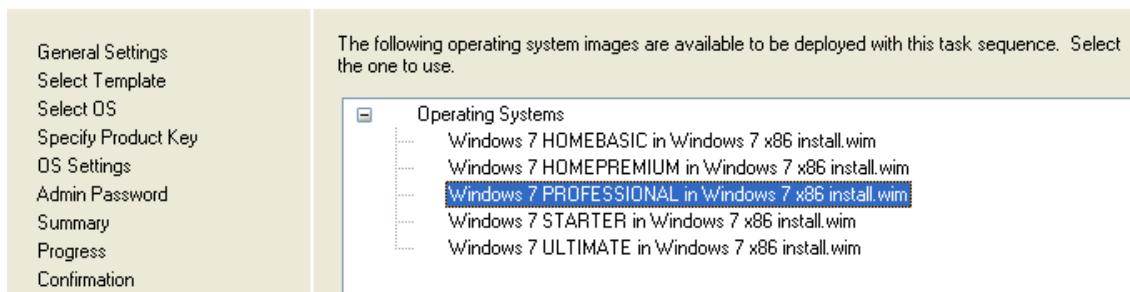 General Settings
Select Template
Select OS
Specify Product Key
OS Settings
Admin Password
Summary
Progress
Confirmation
The following operating system images are available to be deployed with this task sequence. Select
the one to use.
Operating Systems
Windows 7 HOMEBASIC in Windows 7 x86 install.wim
Windows 7 HOMEPREMIUM in Windows 7 x86 install.wim
Windows 7 PROFESSIONAL in Windows 7 x86 install.wim
Windows 7 STARTER in Windows 7 x86 install.wim
Windows 7 ULTIMATE in Windows 7 x86 install.wim